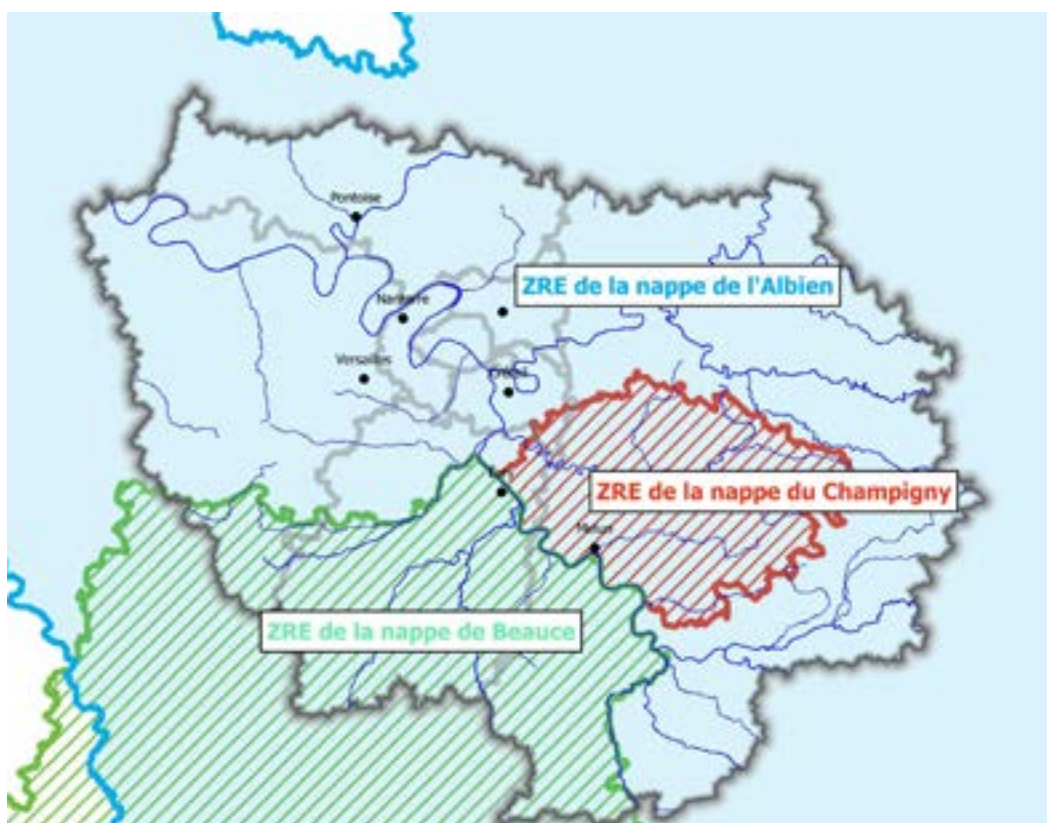 Pontoise
ZRE de la nappe de l'Albien
Nanterre
Versailles
ZRE de la nappe du Champigny
Melun
ZRE de la nappe de Beauce